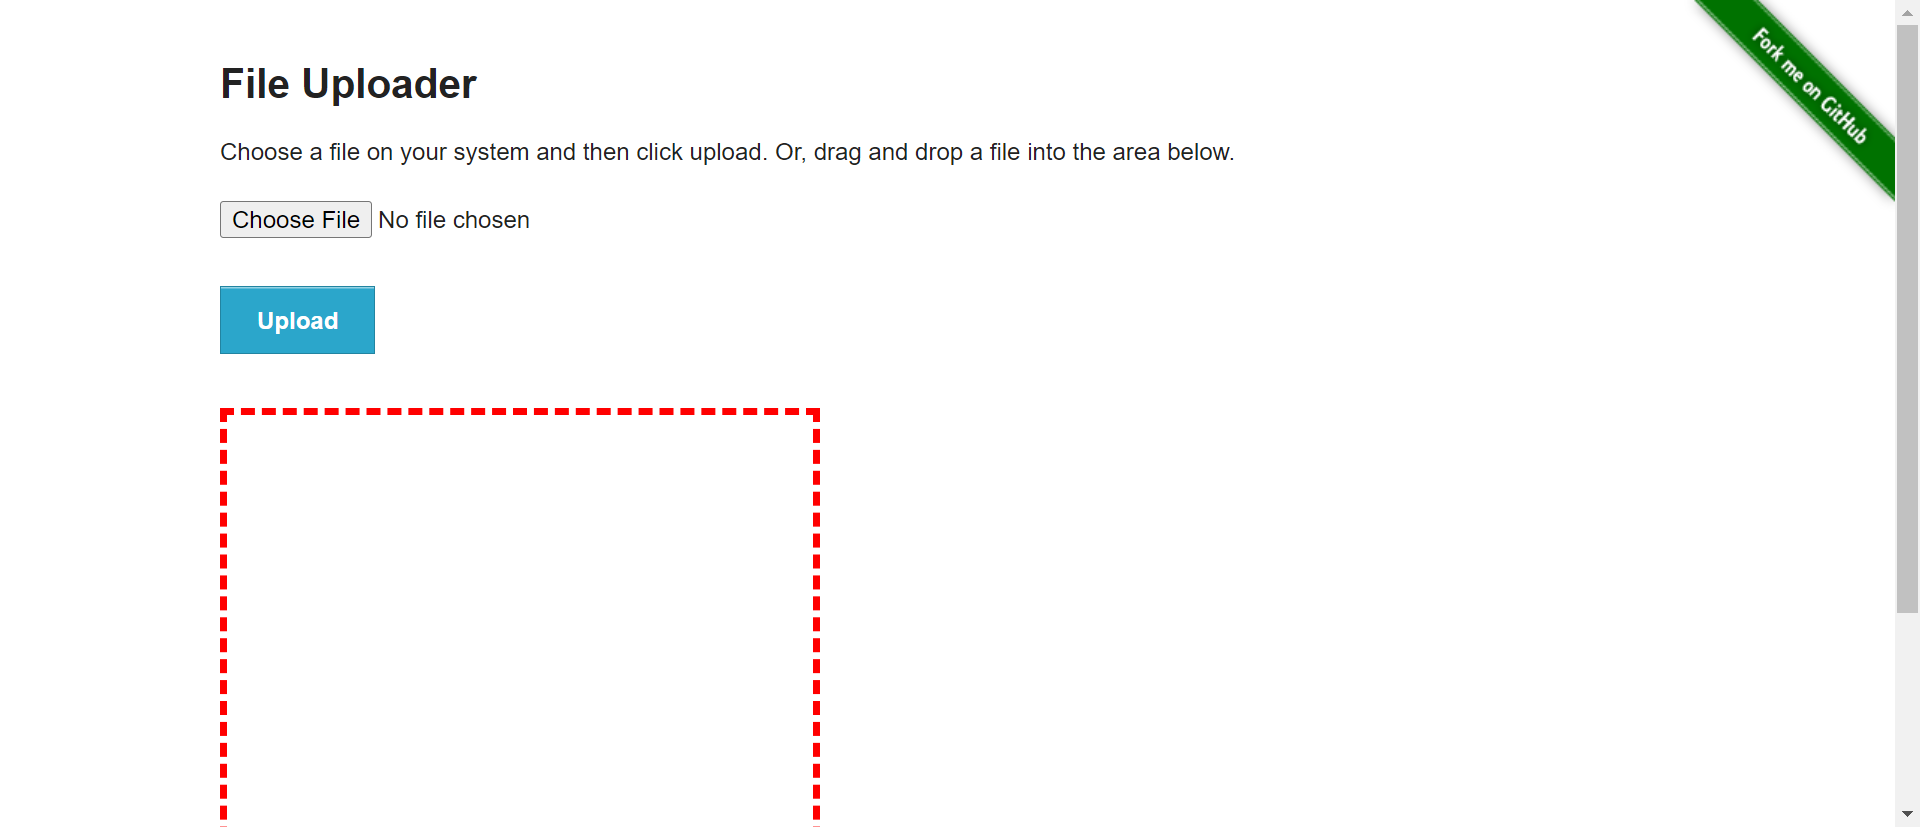 File Uploader
Fork me on GitHub
Choose a file on your system and then click upload. Or, drag and drop a file into the area below.
Choose File No file chosen
Upload